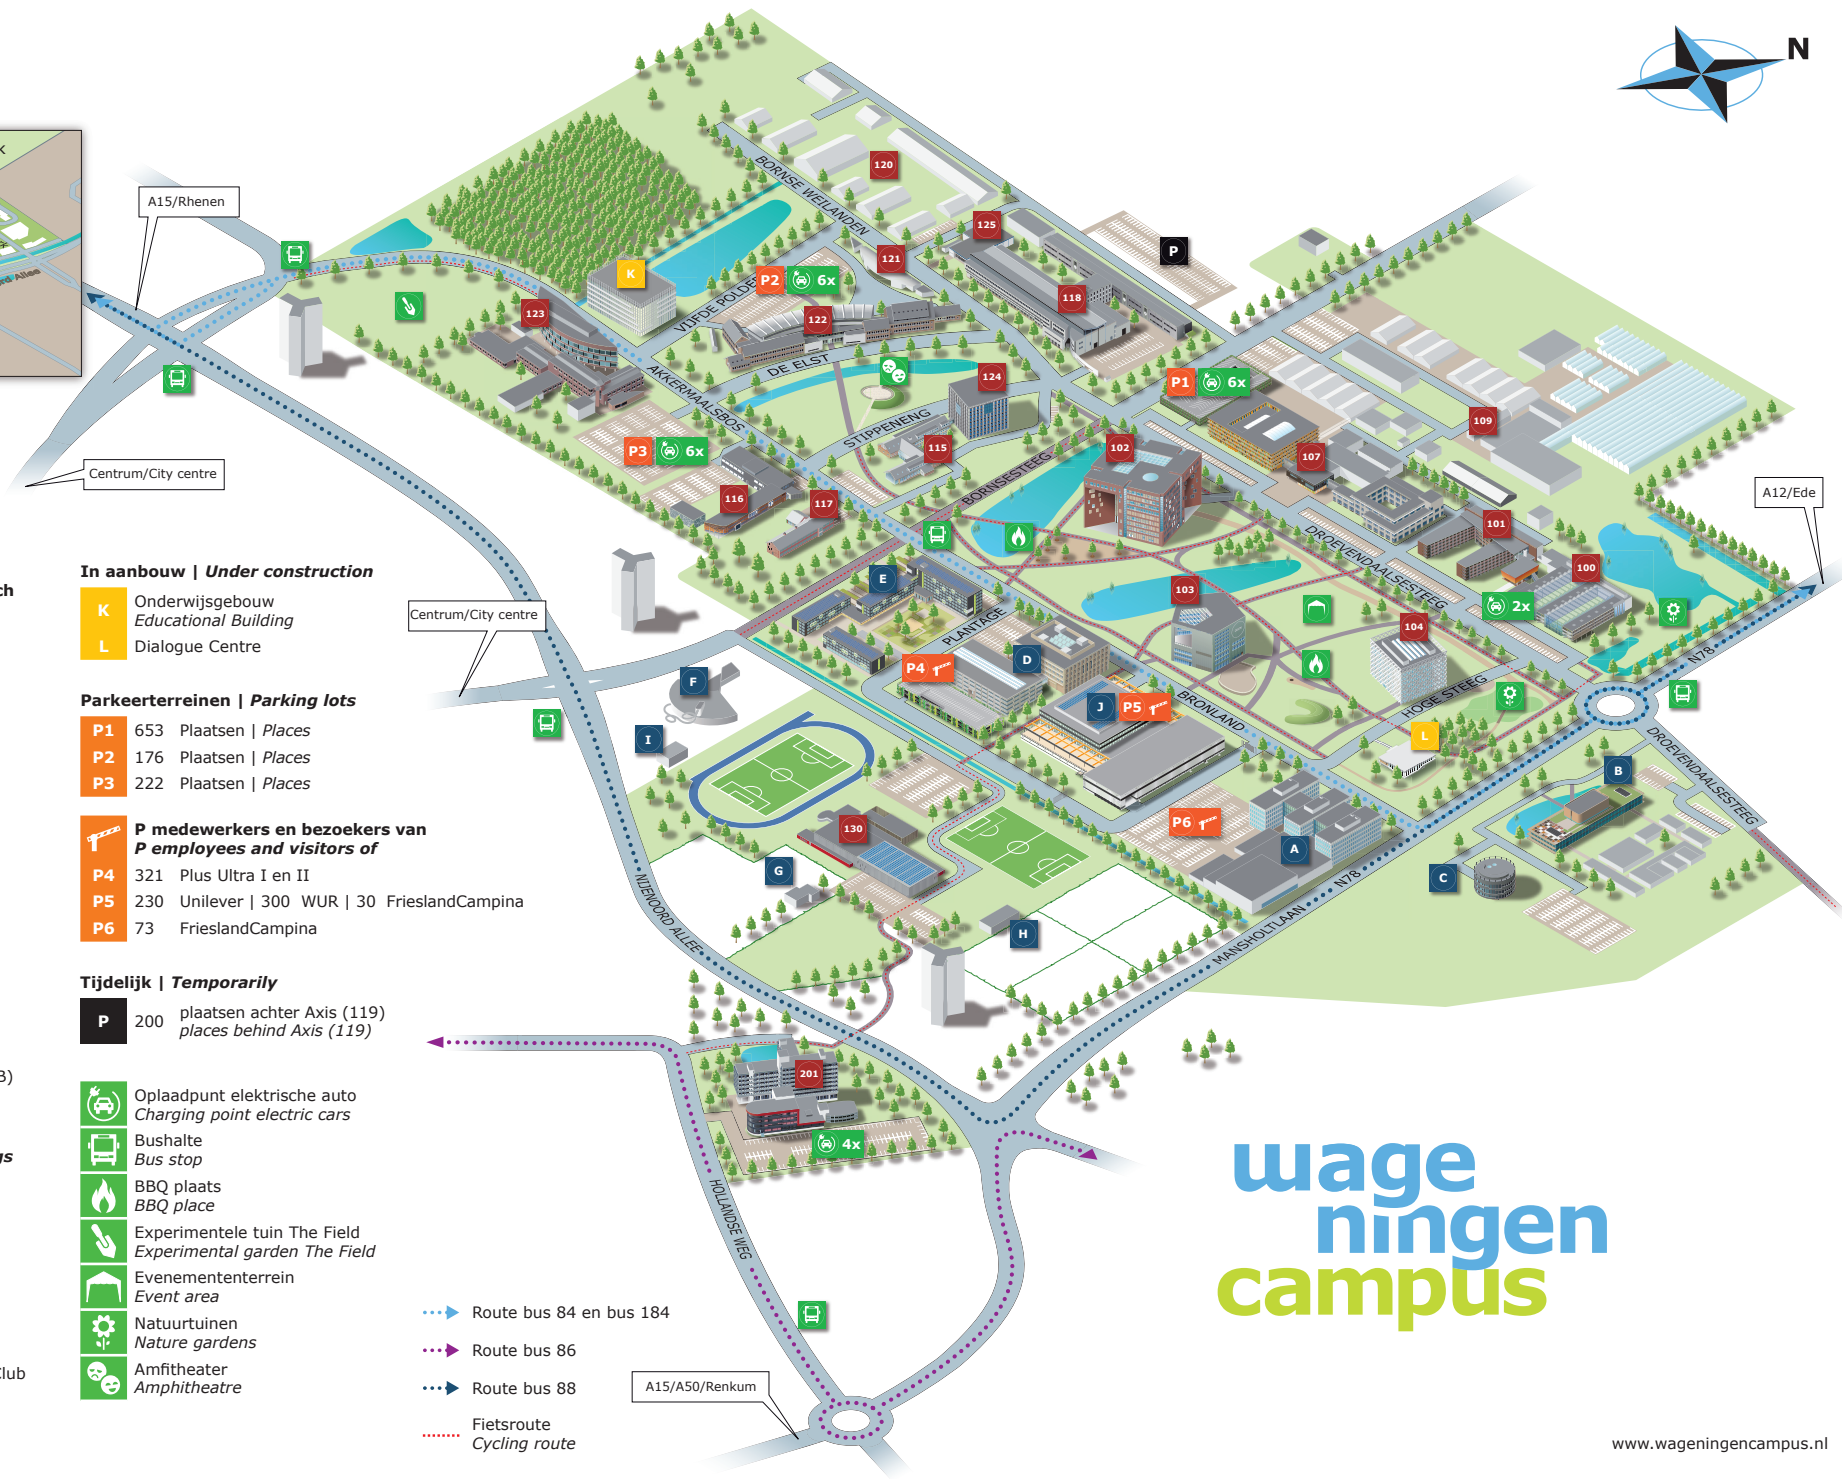 K
N
A15/Rhenen
Centrum/City centre
Centrum/City centre
A12/Ede
A15/A50/Renkum
BORNSE WEILANDEN
VIJFDE POLDER
DE ELST
AKKERMAALSBOS
STIPPENENG
BORNSESTEEG
DROEVENDAALSESTEEG
PLANTAGE
BRONLAND
HOGE STEEG
N78
DROEVENDAALSESTEEG
MANSHOLTLAAN
N78
NIJENOORD ALLEE
HOLLANDSE WEG
120
125
121
P
K
P2
6x
118
123
122
124
P1
6x
109
102
107
115
P3
6x
116
117
101
100
E
103
2x
104
D
P4
F
J
P5
I
L
B
P6
130
A
G
C
H
201
4x
ch
In aanbouw | Under construction
K
Onderwijsgebouw
Educational Building
L
Dialogue Centre
Parkeerterreinen | Parking lots
P1 653 Plaatsen | Places
P2 176 Plaatsen | Places
P3 222 Plaatsen | Places
P medewerkers en bezoekers van
P employees and visitors of
P4 321 Plus Ultra I en II
P5 230 Unilever | 300 WUR | 30 FrieslandCampina
P6 73 FrieslandCampina
Tijdelijk | Temporarily
P 200 plaatsen achter Axis (119)
places behind Axis (119)
Oplaadpunt elektrische auto
Charging point electric cars
Bushalte
Bus stop
BBQ plaats
BBQ place
Experimentele tuin The Field
Experimental garden The Field
Evenemententerrein
Event area
Natuurtuinen
Nature gardens
Amfitheater
Amphitheatre
Route bus 84 en bus 184
Route bus 86
Route bus 88
Fietsroute
Cycling route
wage
ningen
campus
www.wageningencampus.nl